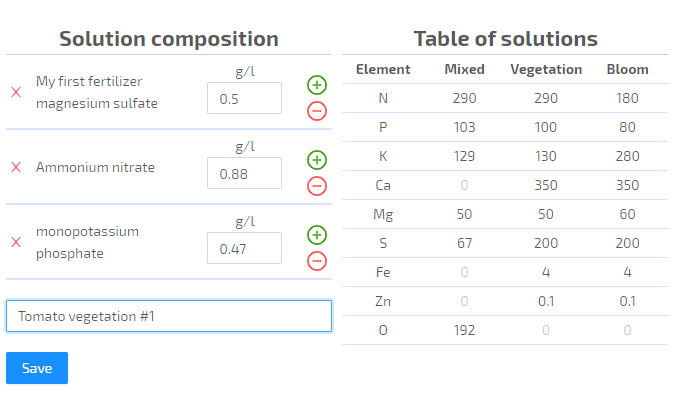 Solution composition
g/l
My first fertilizer
magnesium sulfate
0.5
g/l
Ammonium nitrate
0.88
g/l
monopotassium
phosphate
0.47
Tomato vegetation #1
Save
Table of solutions
Element Mixed Vegetation Bloom
N 290 290 180
P 103 100 80
K 129 130 280
Ca 0 350 350
Mg 50 50 60
S 67 200 200
Fe 0 4 4
Zn 0 0.1 0.1
O 192 0 0